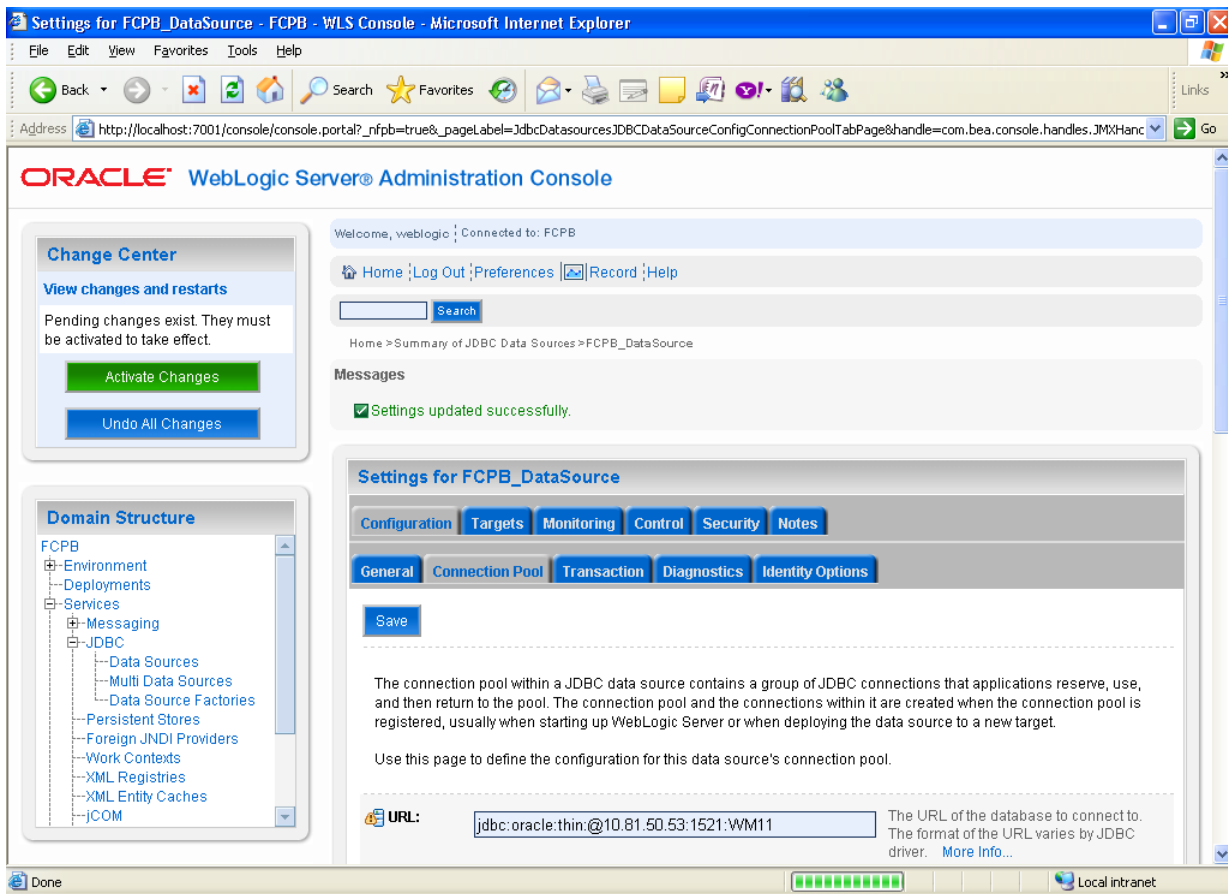 Settings for FCPB_DataSource - FCPB - WLS Console - Microsoft Internet Explorer
File Edit View Favorites Tools Help
Back Search Favorites Links
Address http://localhost:7001/console/console.portal?_nfpb=true&_pageLabel=JdbcDatasourcesJDBCDataSourceConfigConnectionPoolTabPage&handle=com.bea.console.handles.JMXHanc Go
ORACLE WebLogic Server® Administration Console
Change Center
View changes and restarts
Pending changes exist. They must
be activated to take effect.
Activate Changes
Undo All Changes
Domain Structure
FCPB
Environment
Deployments
Services
Messaging
JDBC
Data Sources
Multi Data Sources
Data Source Factories
Persistent Stores
Foreign JNDI Providers
Work Contexts
XML Registries
XML Entity Caches
jCOM
Welcome, weblogic Connected to: FCPB
Home Log Out Preferences Record Help
Search
Home >Summary of JDBC Data Sources >FCPB_DataSource
Messages
Settings updated successfully.
Settings for FCPB_DataSource
Configuration Targets Monitoring Control Security Notes
General Connection Pool Transaction Diagnostics Identity Options
Save
The connection pool within a JDBC data source contains a group of JDBC connections that applications reserve, use,
and then return to the pool. The connection pool and the connections within it are created when the connection pool is
registered, usually when starting up WebLogic Server or when deploying the data source to a new target.
Use this page to define the configuration for this data source's connection pool.
URL: jdbc:oracle:thin:@10.81.50.53:1521:WM11
The URL of the database to connect to.
The format of the URL varies by JDBC
driver. More Info...
Done Local intranet